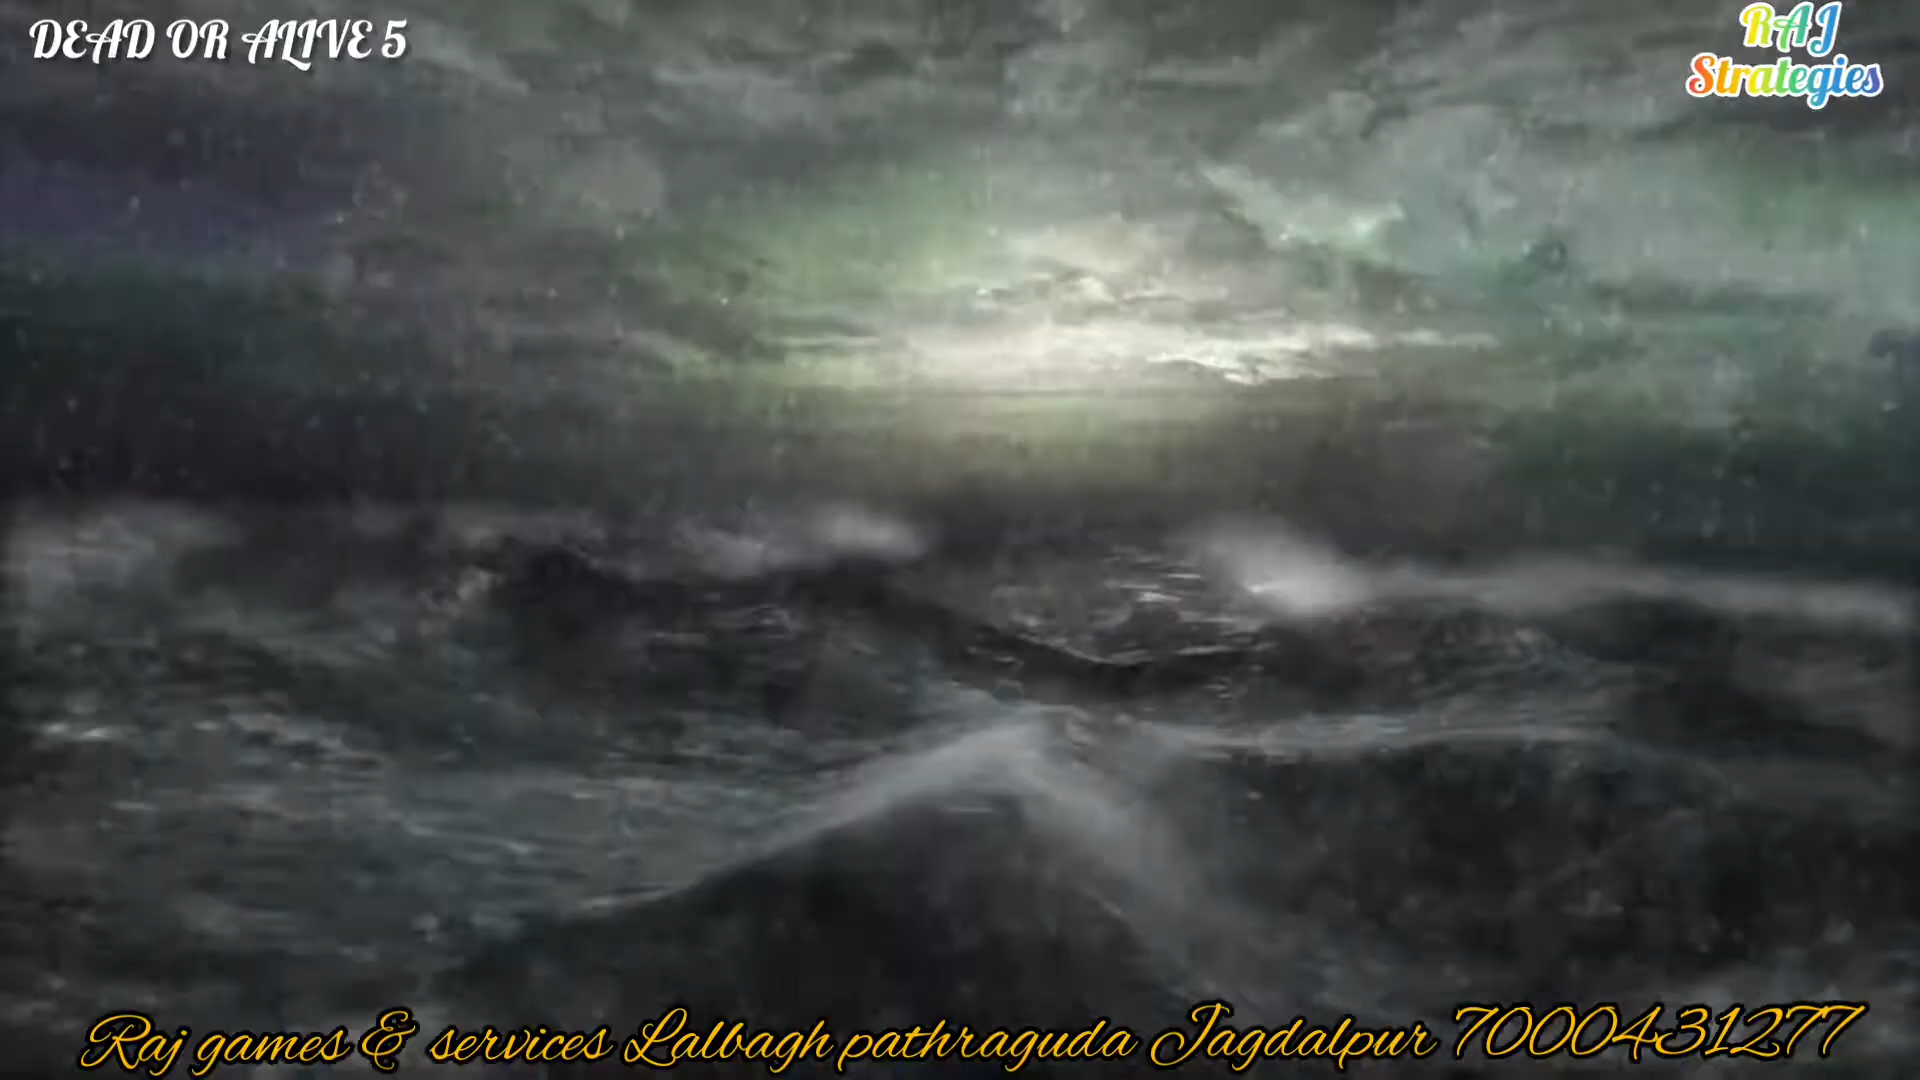 DEAD OR ALIVE 5
RAJ
Strategies
Raj games & services Lalbagh pathraguda Jagdalpur 7000431277